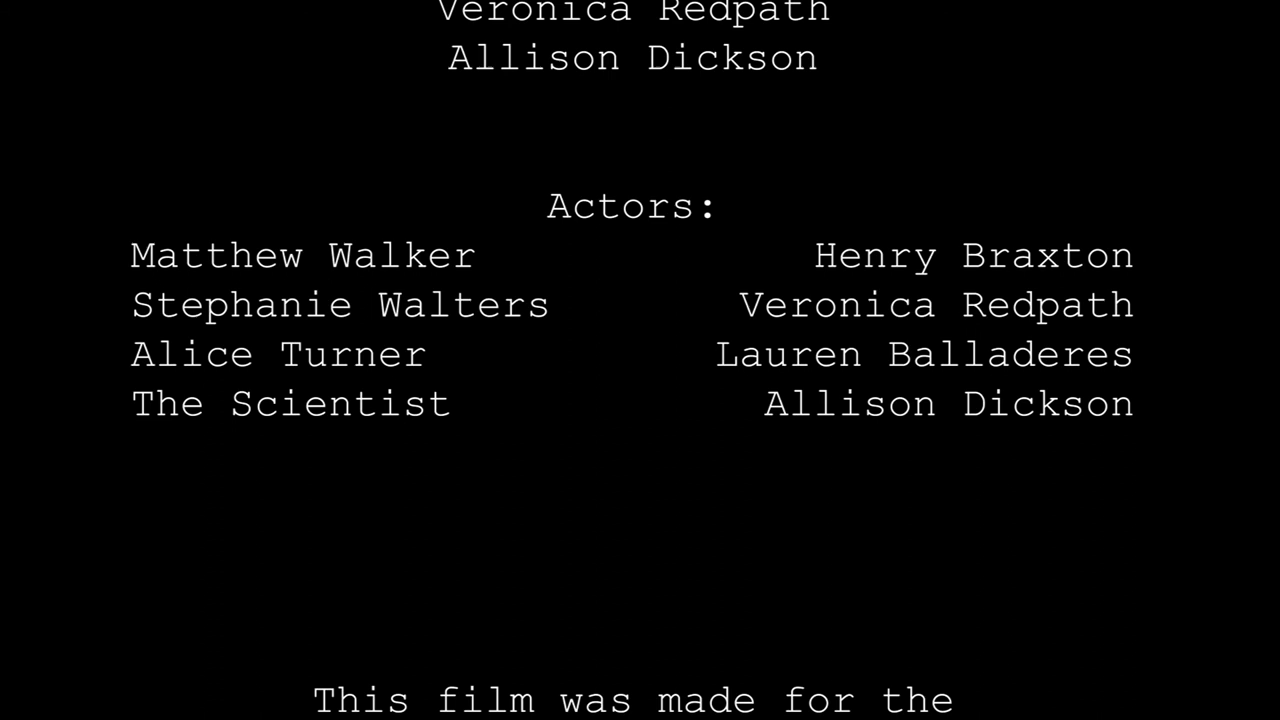 Veronica Redpath
Allison Dickson
Actors:
Matthew Walker Henry Braxton
Stephanie Walters Veronica Redpath
Alice Turner Lauren Balladeres
The Scientist Allison Dickson
This film was made for the